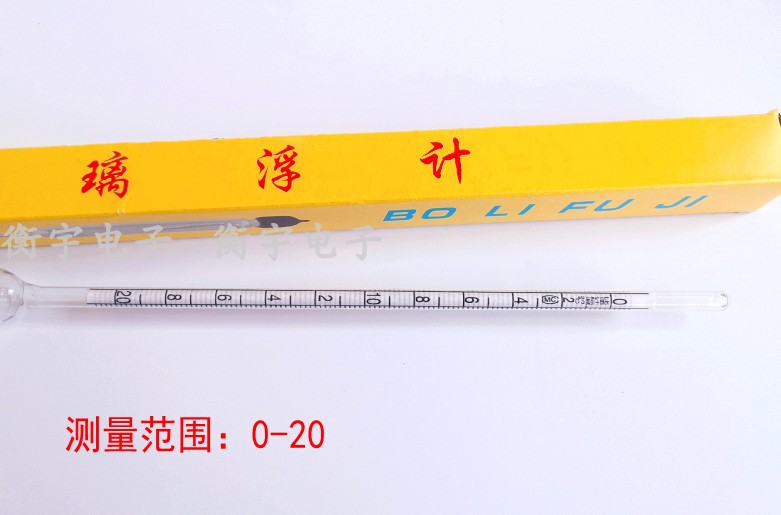 璃 浮 计
BO LI FU JI
衡宇电子 衡宇电子
20 8 6 4 2 10 8 6 4 MC 2 0
测量范围：0-20